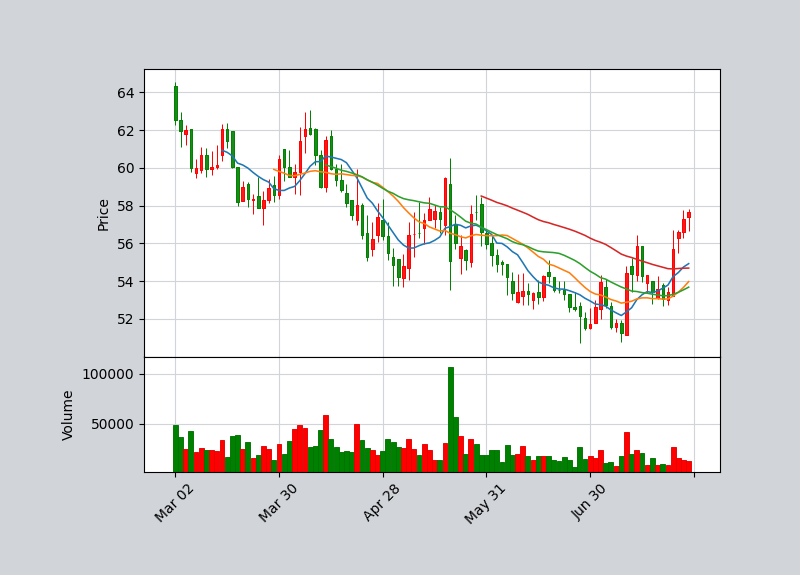 64
62
60
58
56
54
52
Price
100000
50000
Volume
Mar 02
Mar 30
Apr 28
May 31
Jun 30